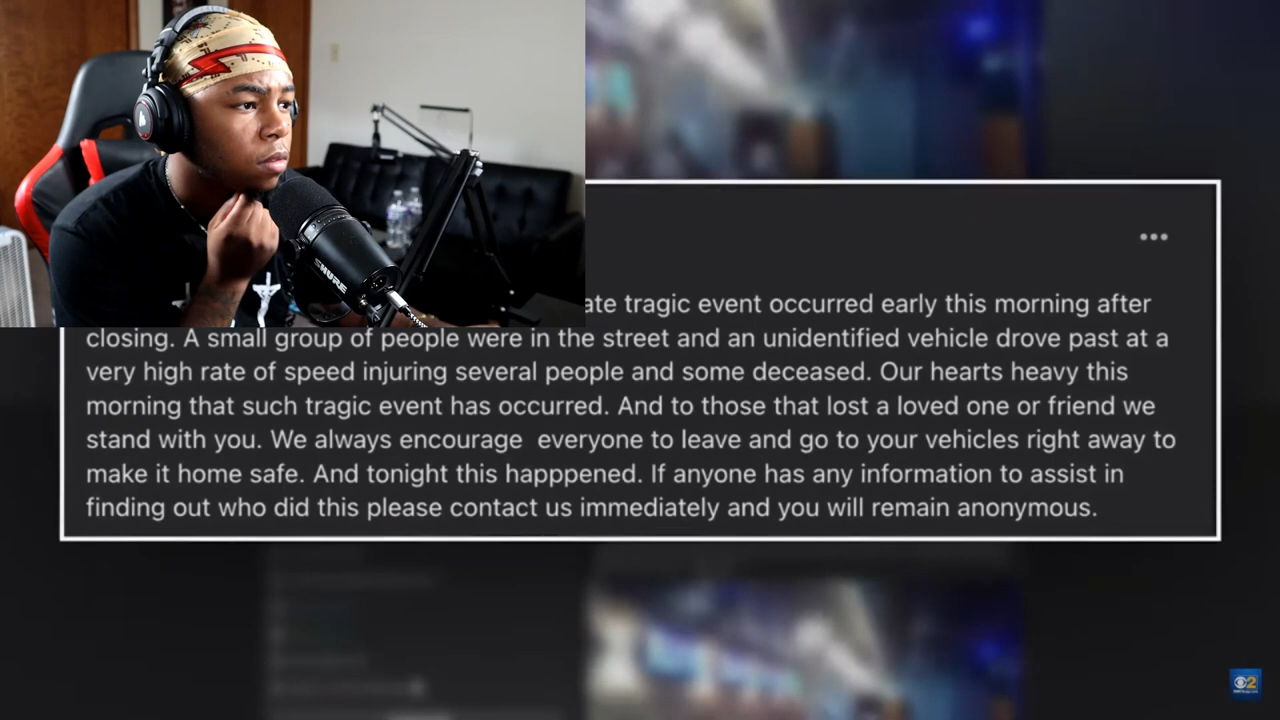 SHURE
ate tragic event occurred early this morning after
closing. A small group of people were in the street and an unidentified vehicle drove past at a
very high rate of speed injuring several people and some deceased. Our hearts heavy this
morning that such tragic event has occurred. And to those that lost a loved one or friend we
stand with you. We always encourage  everyone to leave and go to your vehicles right away to
make it home safe. And tonight this happpened. If anyone has any information to assist in
finding out who did this please contact us immediately and you will remain anonymous.
2